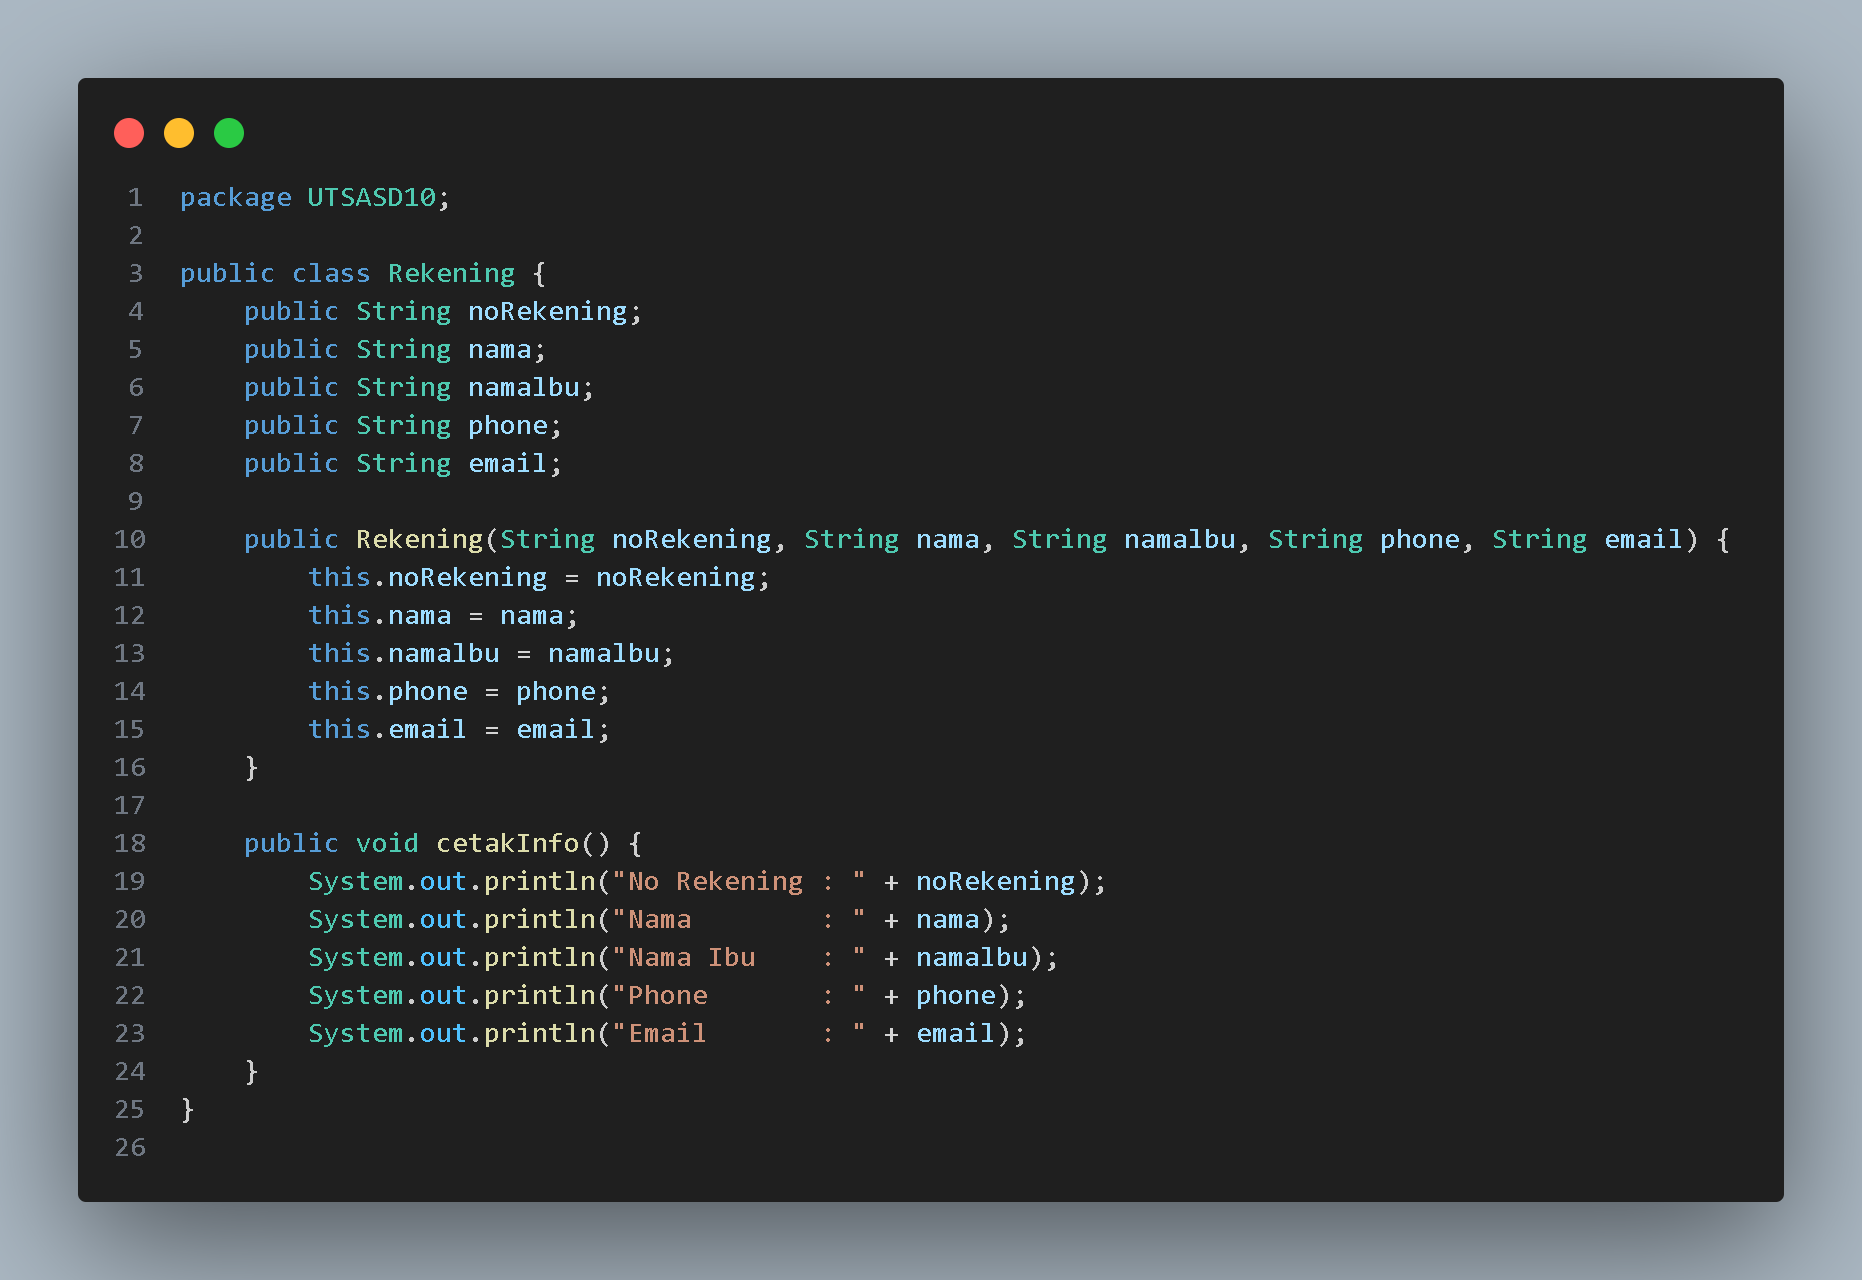 1 package UTSASD10;
2
3 public class Rekening {
4     public String noRekening;
5     public String nama;
6     public String namalbu;
7     public String phone;
8     public String email;
9
10     public Rekening(String noRekening, String nama, String namalbu, String phone, String email) {
11         this.noRekening = noRekening;
12         this.nama = nama;
13         this.namalbu = namalbu;
14         this.phone = phone;
15         this.email = email;
16     }
17
18     public void cetakInfo() {
19         System.out.println("No Rekening : " + noRekening);
20         System.out.println("Nama        : " + nama);
21         System.out.println("Nama Ibu    : " + namalbu);
22         System.out.println("Phone       : " + phone);
23         System.out.println("Email       : " + email);
24     }
25 }
26